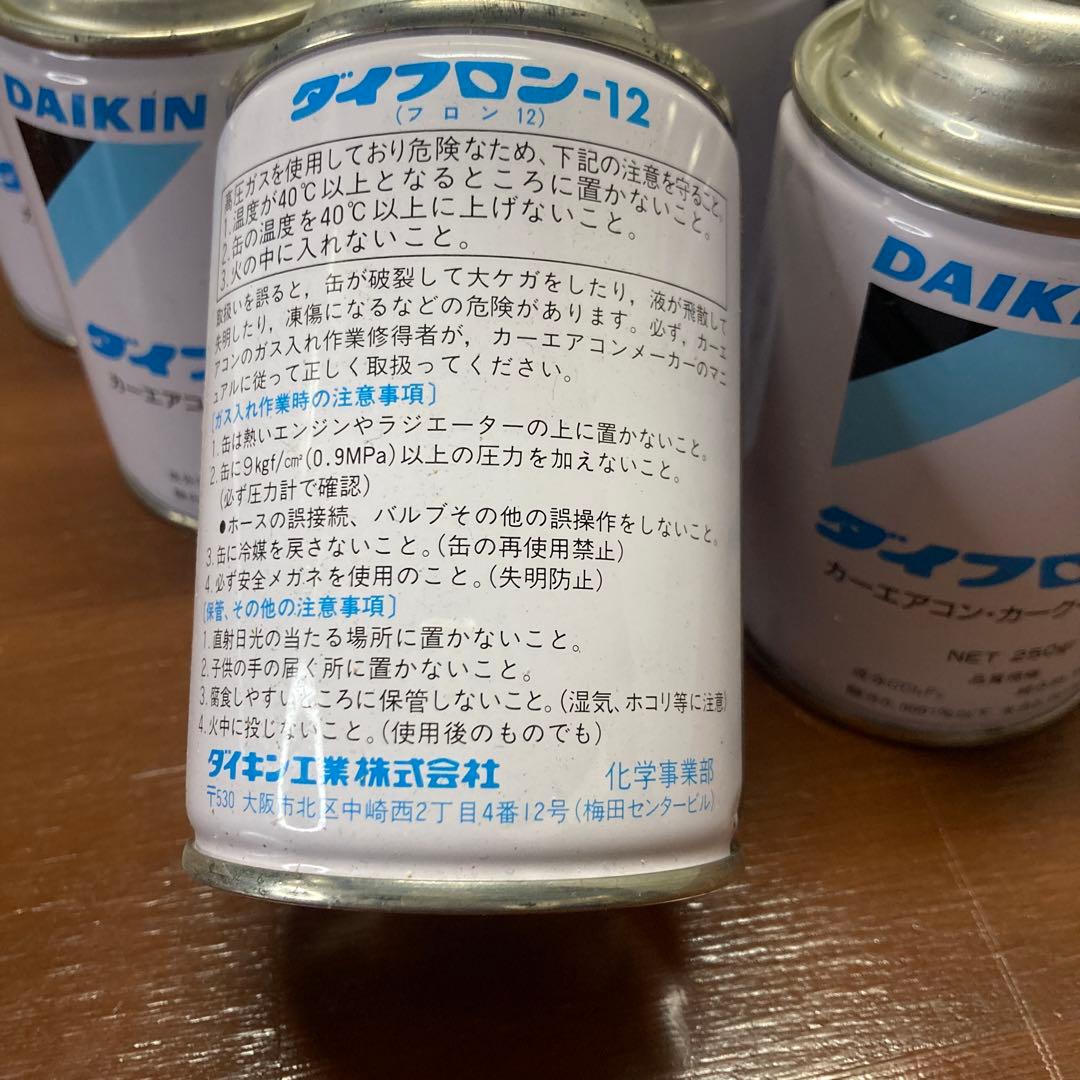 ダイフロン-12
(フロン12)
高圧ガスを使用しており危険なため、下記の注意を守ること。
1.温度が40℃以上となるところに置かないこと。
2.缶の温度を40℃以上に上げないこと。
3.火の中に入れないこと。
取扱いを誤ると，缶が破裂して大ケガをしたり，液が飛散して
失明したり，凍傷になるなどの危険があります。必ず，カーエ
アコンのガス入れ作業修得者が，カーエアコンメーカーのマニ
ュアルに従って正しく取扱ってください。
〔ガス入れ作業時の注意事項〕
1.缶は熱いエンジンやラジエーターの上に置かないこと。
2.缶に9kgf/cm²(0.9MPa)以上の圧力を加えないこと。
(必ず圧力計で確認)
●ホースの誤接続、バルブその他の誤操作をしないこと。
3.缶に冷媒を戻さないこと。(缶の再使用禁止)
4.必ず安全メガネを使用のこと。(失明防止)
〔保管、その他の注意事項〕
1.直射日光の当たる場所に置かないこと。
2.子供の手の届く所に置かないこと。
3.腐食しやすいところに保管しないこと。(湿気、ホコリ等に注意)
4.火中に投じないこと。(使用後のものでも)
ダイキン工業株式会社 化学事業部
〒530 大阪市北区中崎西2丁目4番12号(梅田センタービル)
DAIKIN
ダイフ
カーエアコ
DAIK
ダイフロ
カーエアコン・カーク
NET 250gr
品質規格